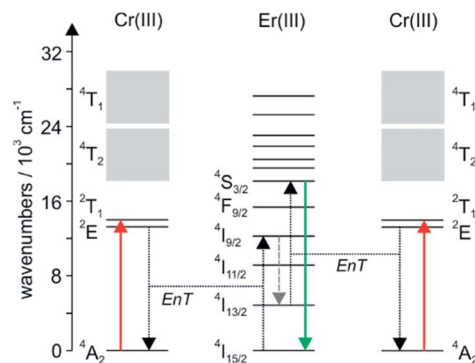 Cr(III) Er(III) Cr(III)
wavenumbers / 10³ cm⁻¹
32
24
16
8
0
⁴T₁
⁴T₂
²T₁
²E
⁴A₂
EnT
⁴S₃/₂
⁴F₉/₂
⁴I₉/₂
⁴I₁₁/₂
⁴I₁₃/₂
⁴I₁₅/₂
EnT
⁴T₁
⁴T₂
²T₁
²E
⁴A₂